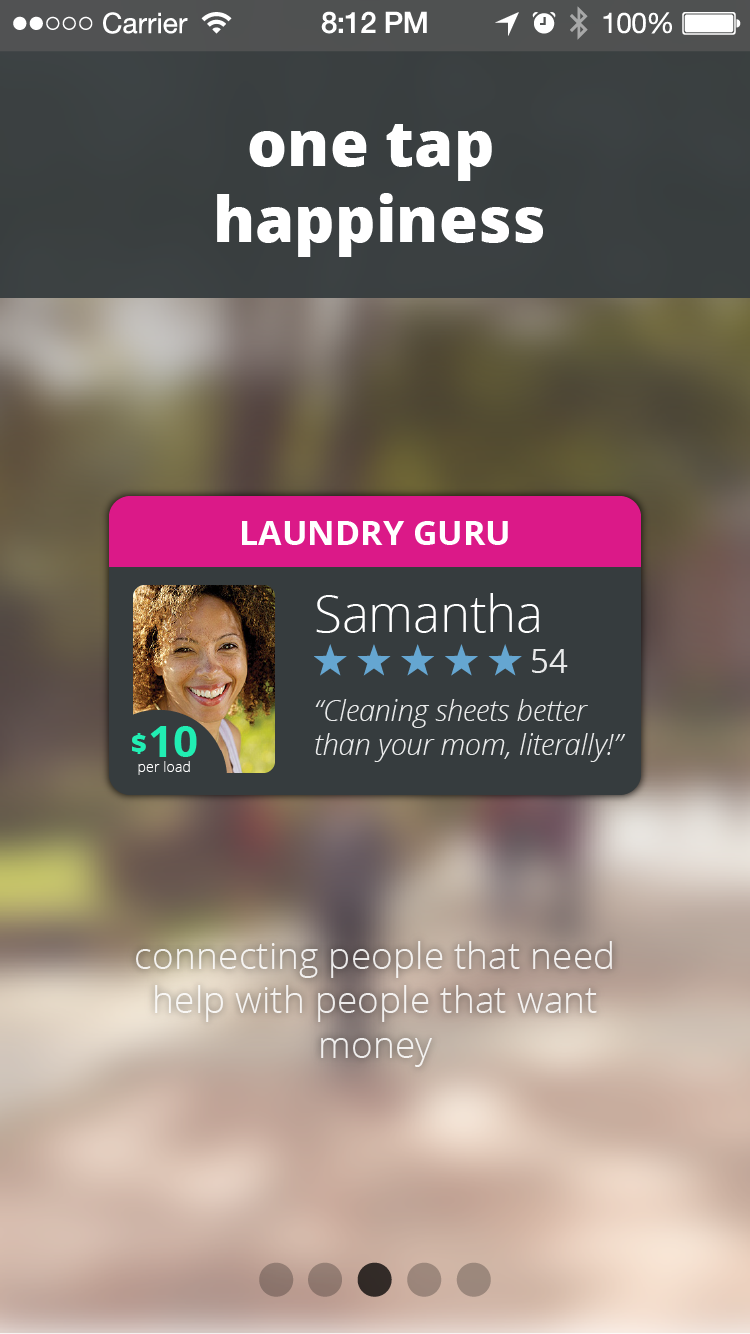 Carrier 8:12 PM 100%
one tap
happiness
LAUNDRY GURU
Samantha
54
“Cleaning sheets better
than your mom, literally!”
$10
per load
connecting people that need
help with people that want
money